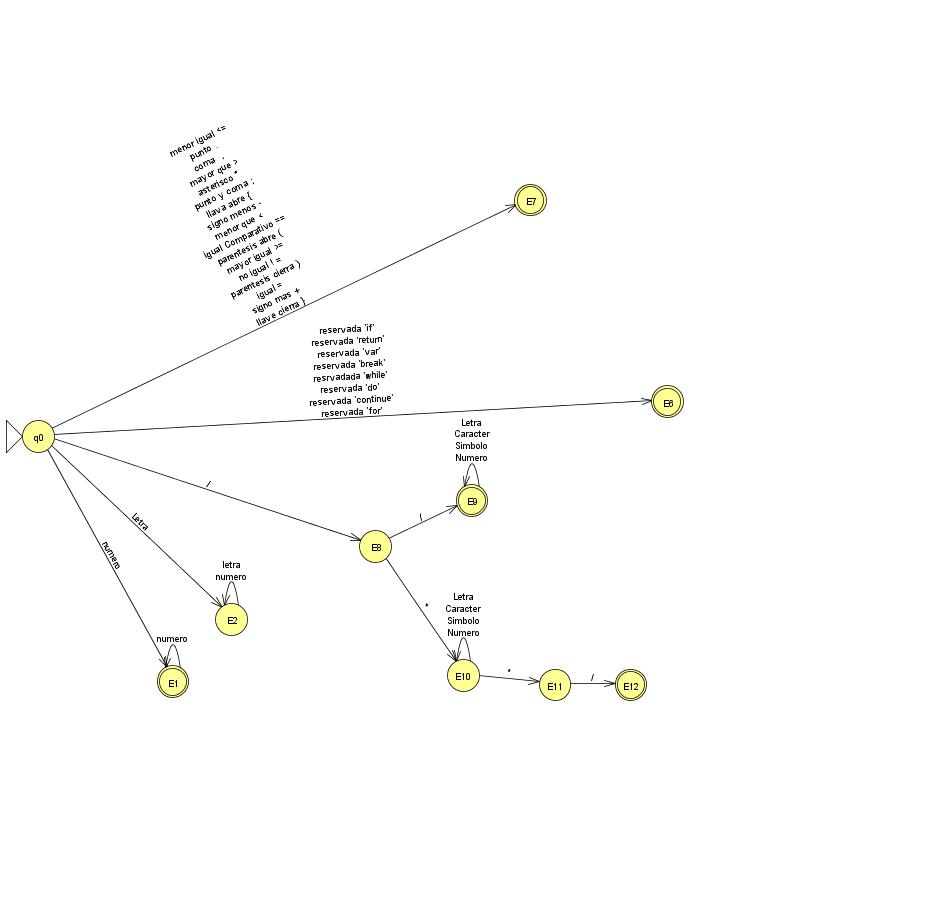 menor igual <=
punto .
coma ,
mayor que >
asterisco *
punto y coma ;
llava abre {
signo menos -
menor que <
igual Comparativo ==
parentesis abre (
mayor igual >=
no igual ! =
parentesis cierra )
igual =
signo mas +
llave cierra }
E7
reservada 'if'
reservada 'return'
reservada 'var'
reservada 'break'
resrvadada 'while'
reservada 'do'
reservada 'continue'
reservada 'for'
E6
q0
Letra
Caracter
Simbolo
Numero
/
E9
/
E8
Letra
numero
letra
numero
E2
*
Letra
Caracter
Simbolo
Numero
numero
E1
E10
*
E11
/
E12